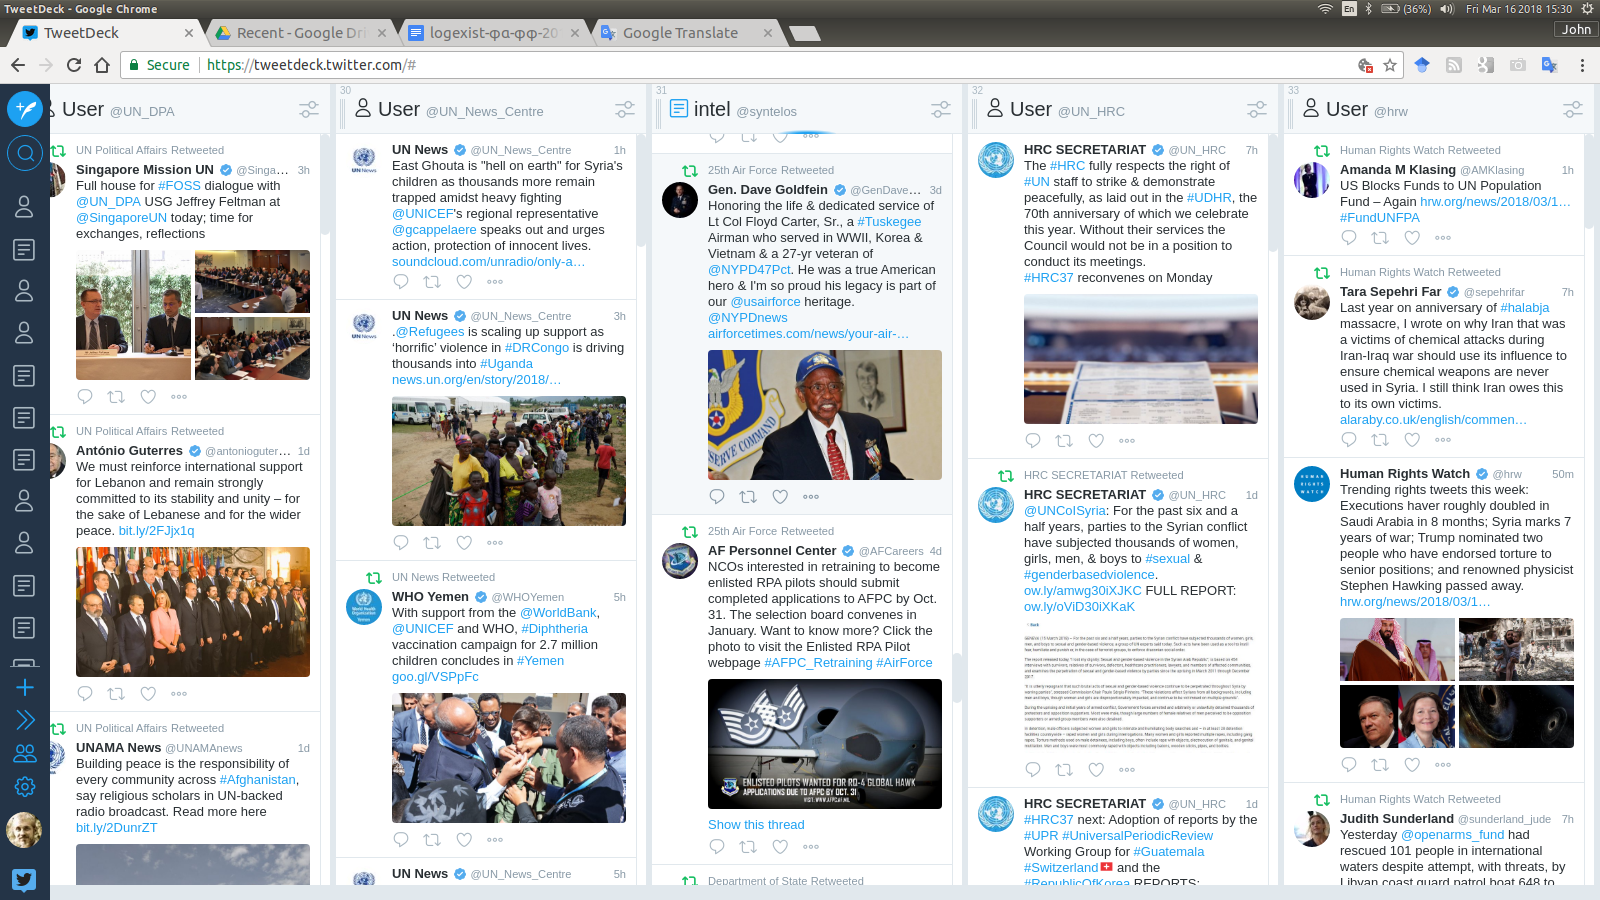 TweetDeck - Google Chrome
En
(36%)
Fri Mar 16 2018 15:30
TweetDeck
Recent - Google Dri
logexist-φα-φφ-20
Google Translate
John
Secure
https://tweetdeck.twitter.com/#
User @UN_DPA
UN Political Affairs Retweeted
Singapore Mission UN @Singa... 3h
Full house for #FOSS dialogue with
@UN_DPA USG Jeffrey Feltman at
@SingaporeUN today; time for
exchanges, reflections
UN Political Affairs Retweeted
António Guterres @antonioguter... 1d
We must reinforce international support
for Lebanon and remain strongly
committed to its stability and unity – for
the sake of Lebanese and for the wider
peace. bit.ly/2FJjx1q
UN Political Affairs Retweeted
UNAMA News @UNAMAnews 1d
Building peace is the responsibility of
every community across #Afghanistan,
say religious scholars in UN-backed
radio broadcast. Read more here
bit.ly/2DunrZT
30
User @UN_News_Centre
UN News @UN_News_Centre 1h
East Ghouta is "hell on earth" for Syria's
children as thousands more remain
trapped amidst heavy fighting
@UNICEF's regional representative
@gcappelaere speaks out and urges
action, protection of innocent lives.
soundcloud.com/unradio/only-a…
UN News @UN_News_Centre 3h
.@Refugees is scaling up support as
‘horrific’ violence in #DRCongo is driving
thousands into #Uganda
news.un.org/en/story/2018/…
UN News Retweeted
WHO Yemen @WHOYemen 5h
With support from the @WorldBank,
@UNICEF and WHO, #Diphtheria
vaccination campaign for 2.7 million
children concludes in #Yemen
goo.gl/VSPpFc
UN News @UN_News_Centre 5h
31
intel @syntelos
25th Air Force Retweeted
Gen. Dave Goldfein @GenDave... 3d
Honoring the life & dedicated service of
Lt Col Floyd Carter, Sr., a #Tuskegee
Airman who served in WWII, Korea &
Vietnam & a 27-yr veteran of
@NYPD47Pct. He was a true American
hero & I'm so proud his legacy is part of
our @usairforce heritage.
@NYPDnews
airforcetimes.com/news/your-air-…
25th Air Force Retweeted
AF Personnel Center @AFCareers 4d
NCOs interested in retraining to become
enlisted RPA pilots should submit
completed applications to AFPC by Oct.
31. The selection board convenes in
January. Want to know more? Click the
photo to visit the Enlisted RPA Pilot
webpage #AFPC_Retraining #AirForce
ENLISTED PILOTS WANTED FOR RQ-4 GLOBAL HAWK
APPLICATIONS DUE TO AFPC BY OCT. 31
Show this thread
Department of State Retweeted
32
User @UN_HRC
HRC SECRETARIAT @UN_HRC 7h
The #HRC fully respects the right of
#UN staff to strike & demonstrate
peacefully, as laid out in the #UDHR, the
70th anniversary of which we celebrate
this year. Without their services the
Council would not be in a position to
conduct its meetings.
#HRC37 reconvenes on Monday
HRC SECRETARIAT Retweeted
HRC SECRETARIAT @UN_HRC 1d
@UNCoISyria: For the past six and a
half years, parties to the Syrian conflict
have subjected thousands of women,
girls, men, & boys to #sexual &
#genderbasedviolence.
ow.ly/amwg30iXJKC FULL REPORT:
ow.ly/oViD30iXKaK
HRC SECRETARIAT @UN_HRC 1d
#HRC37 next: Adoption of reports by the
#UPR #UniversalPeriodicReview
Working Group for #Guatemala
#Switzerland and the
#RepublicOfKorea REPORTS:
33
User @hrw
Human Rights Watch Retweeted
Amanda M Klasing @AMKlasing 1h
US Blocks Funds to UN Population
Fund – Again hrw.org/news/2018/03/1…
#FundUNFPA
Human Rights Watch Retweeted
Tara Sepehri Far @sepehrifar 7h
Last year on anniversary of #halabja
massacre, I wrote on why Iran that was
a victims of chemical attacks during
Iran-Iraq war should use its influence to
ensure chemical weapons are never
used in Syria. I still think Iran owes this
to its own victims.
alaraby.co.uk/english/commen…
Human Rights Watch @hrw 50m
Trending rights tweets this week:
Executions haver roughly doubled in
Saudi Arabia in 8 months; Syria marks 7
years of war; Trump nominated two
people who have endorsed torture to
senior positions; and renowned physicist
Stephen Hawking passed away.
hrw.org/news/2018/03/1…
Human Rights Watch Retweeted
Judith Sunderland @sunderland_jude 7h
Yesterday @openarms_fund had
rescued 101 people in international
waters despite attempt, with threats, by
Libyan coast guard patrol boat 648 to